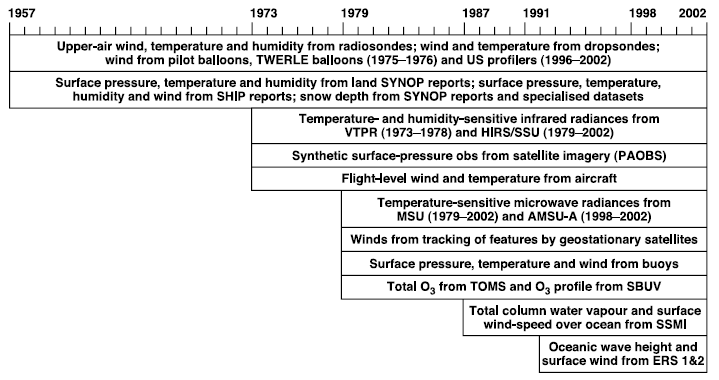 1957 1973 1979 1987 1991 1998 2002
Upper-air wind, temperature and humidity from radiosondes; wind and temperature from dropsondes;
wind from pilot balloons, TWERLE balloons (1975–1976) and US profilers (1996–2002)
Surface pressure, temperature and humidity from land SYNOP reports; surface pressure, temperature,
humidity and wind from SHIP reports; snow depth from SYNOP reports and specialised datasets
Temperature- and humidity-sensitive infrared radiances from
VTPR (1973–1978) and HIRS/SSU (1979–2002)
Synthetic surface-pressure obs from satellite imagery (PAOBS)
Flight-level wind and temperature from aircraft
Temperature-sensitive microwave radiances from
MSU (1979–2002) and AMSU-A (1998–2002)
Winds from tracking of features by geostationary satellites
Surface pressure, temperature and wind from buoys
Total O₃ from TOMS and O₃ profile from SBUV
Total column water vapour and surface
wind-speed over ocean from SSMI
Oceanic wave height and
surface wind from ERS 1&2